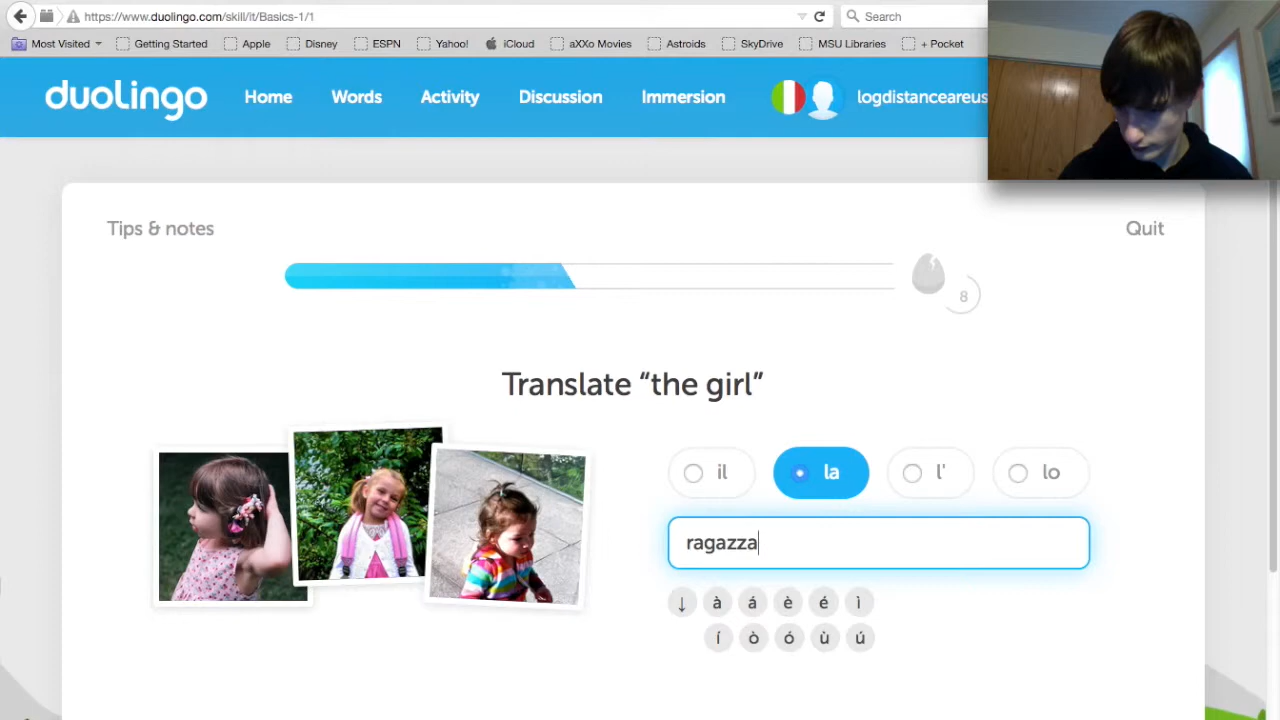 https://www.duolingo.com/skill/it/Basics-1/1
Search
Most Visited
Getting Started
Apple
Disney
ESPN
Yahoo!
iCloud
aXXo Movies
Astroids
SkyDrive
MSU Libraries
+ Pocket
duolingo
Home
Words
Activity
Discussion
Immersion
logdistanceareus
Tips & notes
Quit
8
Translate “the girl”
il
la
l'
lo
ragazza
↓ à á è é ì
í ò ó ù ú